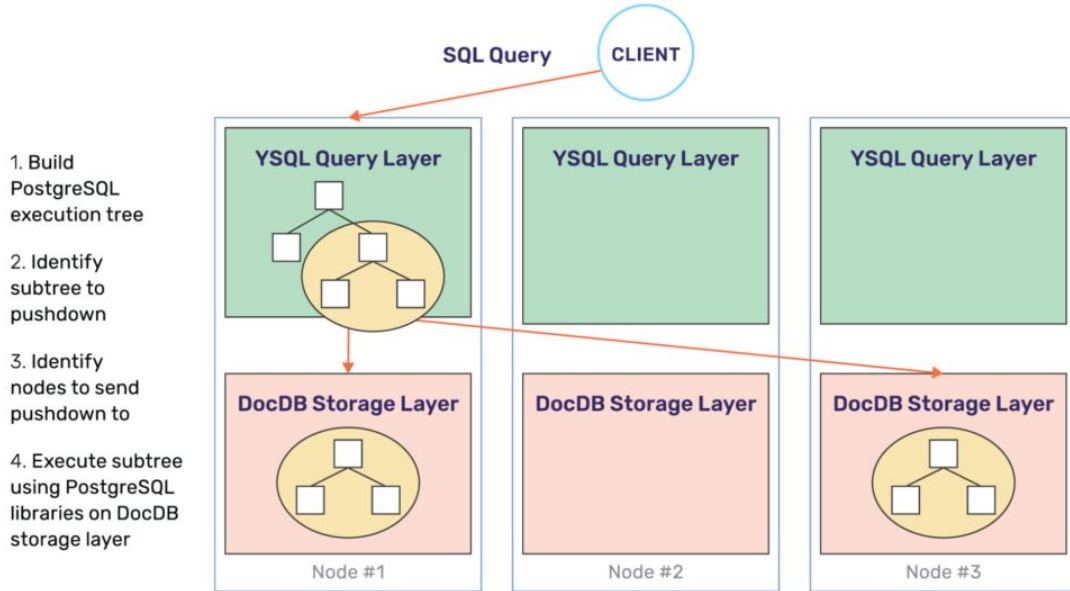 SQL Query
CLIENT
1. Build
PostgreSQL
execution tree
2. Identify
subtree to
pushdown
3. Identify
nodes to send
pushdown to
4. Execute subtree
using PostgreSQL
libraries on DocDB
storage layer
YSQL Query Layer
YSQL Query Layer
YSQL Query Layer
DocDB Storage Layer
DocDB Storage Layer
DocDB Storage Layer
Node #1
Node #2
Node #3